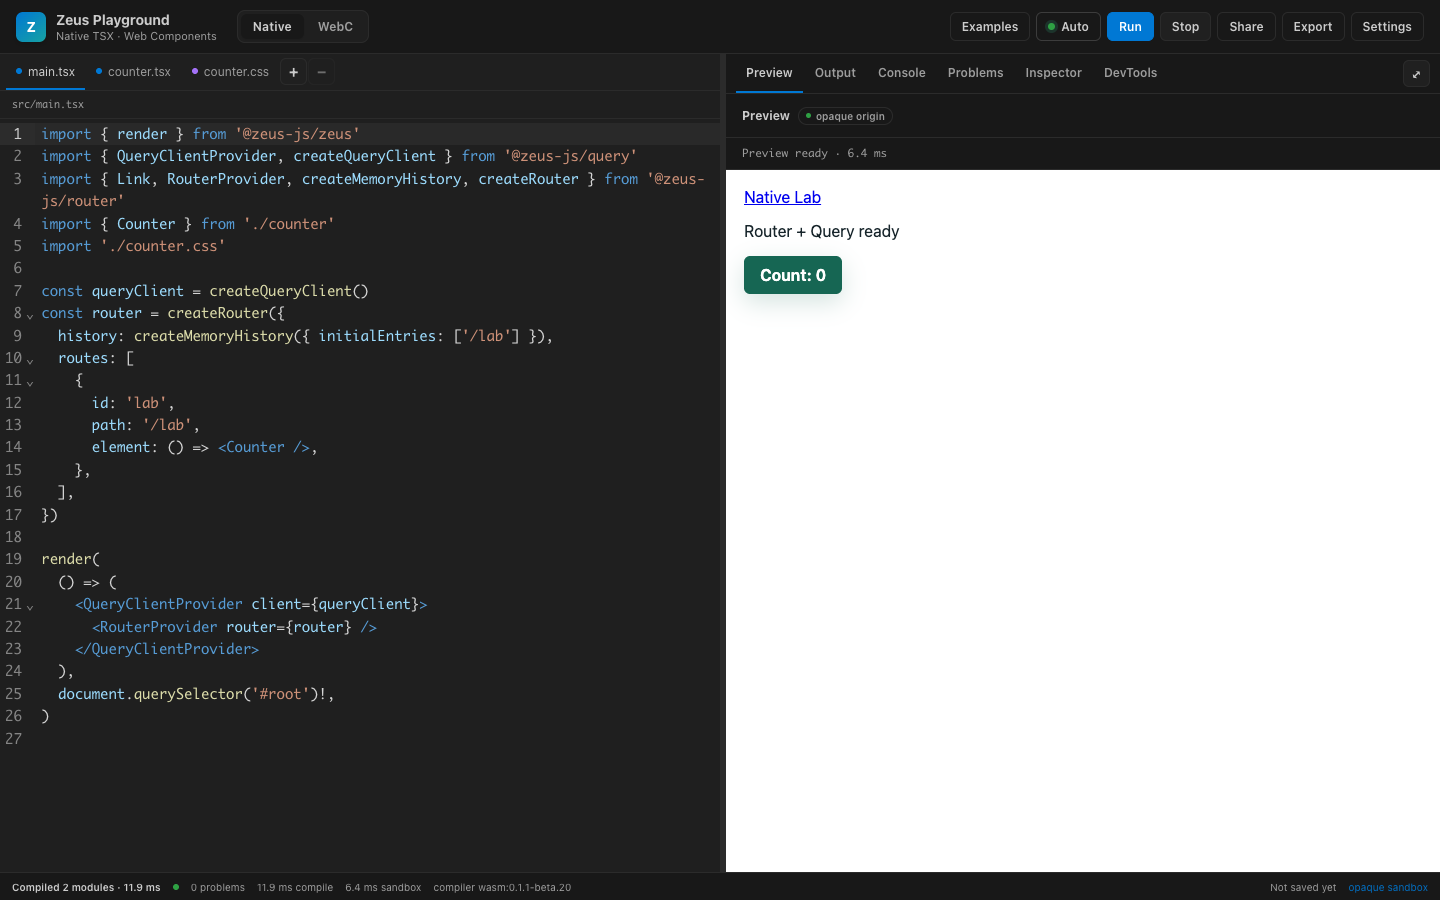 Z
Zeus Playground
Native TSX · Web Components
Native
WebC
Examples
Auto
Run
Stop
Share
Export
Settings
main.tsx
counter.tsx
counter.css
+
−
src/main.tsx
1 import { render } from '@zeus-js/zeus'
2 import { QueryClientProvider, createQueryClient } from '@zeus-js/query'
3 import { Link, RouterProvider, createMemoryHistory, createRouter } from '@zeus-
js/router'
4 import { Counter } from './counter'
5 import './counter.css'
6
7 const queryClient = createQueryClient()
8 const router = createRouter({
9   history: createMemoryHistory({ initialEntries: ['/lab'] }),
10   routes: [
11     {
12       id: 'lab',
13       path: '/lab',
14       element: () => <Counter />,
15     },
16   ],
17 })
18
19 render(
20   () => (
21     <QueryClientProvider client={queryClient}>
22       <RouterProvider router={router} />
23     </QueryClientProvider>
24   ),
25   document.querySelector('#root')!,
26 )
27
Preview
Output
Console
Problems
Inspector
DevTools
Preview
opaque origin
Preview ready · 6.4 ms
Native Lab
Router + Query ready
Count: 0
Compiled 2 modules · 11.9 ms
0 problems
11.9 ms compile
6.4 ms sandbox
compiler wasm:0.1.1-beta.20
Not saved yet
opaque sandbox